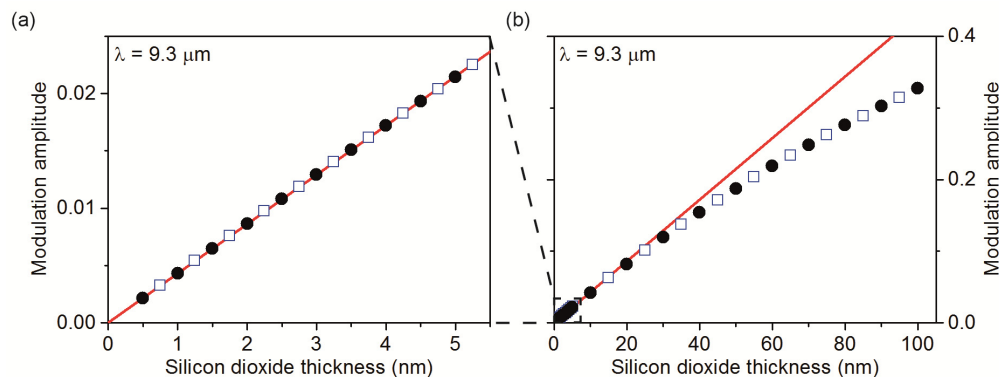 (a)
λ = 9.3 μm
Modulation amplitude
0.02
0.01
0.00
0 1 2 3 4 5
Silicon dioxide thickness (nm)
(b)
λ = 9.3 μm
0.4
0.2
0.0
Modulation amplitude
0 20 40 60 80 100
Silicon dioxide thickness (nm)